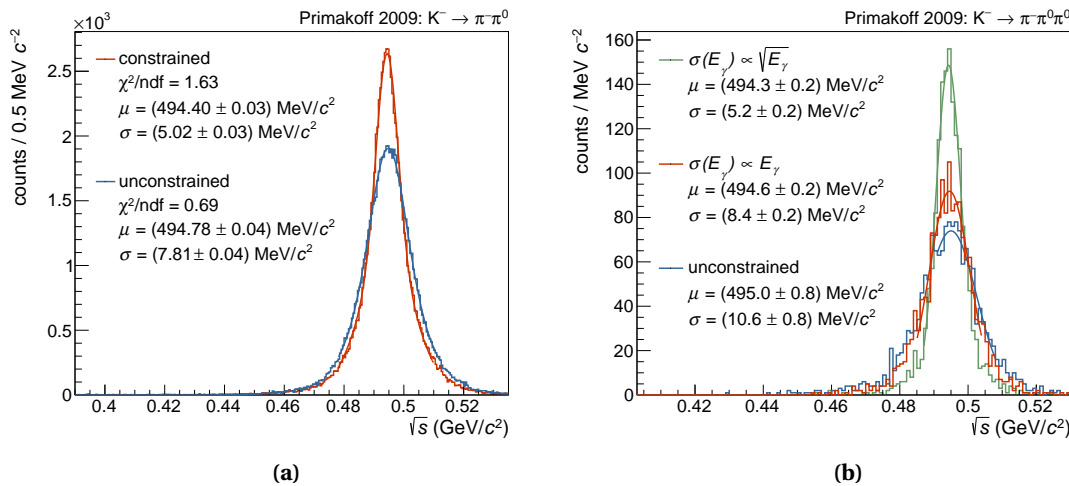 Primakoff 2009: K⁻ → π⁻π⁰
×10³
counts / 0.5 MeV c⁻²
2.5
2
1.5
1
0.5
0
constrained
χ²/ndf = 1.63
μ = (494.40 ± 0.03) MeV/c²
σ = (5.02 ± 0.03) MeV/c²
unconstrained
χ²/ndf = 0.69
μ = (494.78 ± 0.04) MeV/c²
σ = (7.81 ± 0.04) MeV/c²
0.4 0.42 0.44 0.46 0.48 0.5 0.52
√s (GeV/c²)
(a)
Primakoff 2009: K⁻ → π⁻π⁰π⁰
counts / MeV c⁻²
160
140
120
100
80
60
40
20
0
σ(E_γ) ∝ √E_γ
μ = (494.3 ± 0.2) MeV/c²
σ = (5.2 ± 0.2) MeV/c²
σ(E_γ) ∝ E_γ
μ = (494.6 ± 0.2) MeV/c²
σ = (8.4 ± 0.2) MeV/c²
unconstrained
μ = (495.0 ± 0.8) MeV/c²
σ = (10.6 ± 0.8) MeV/c²
0.42 0.44 0.46 0.48 0.5 0.52
√s (GeV/c²)
(b)